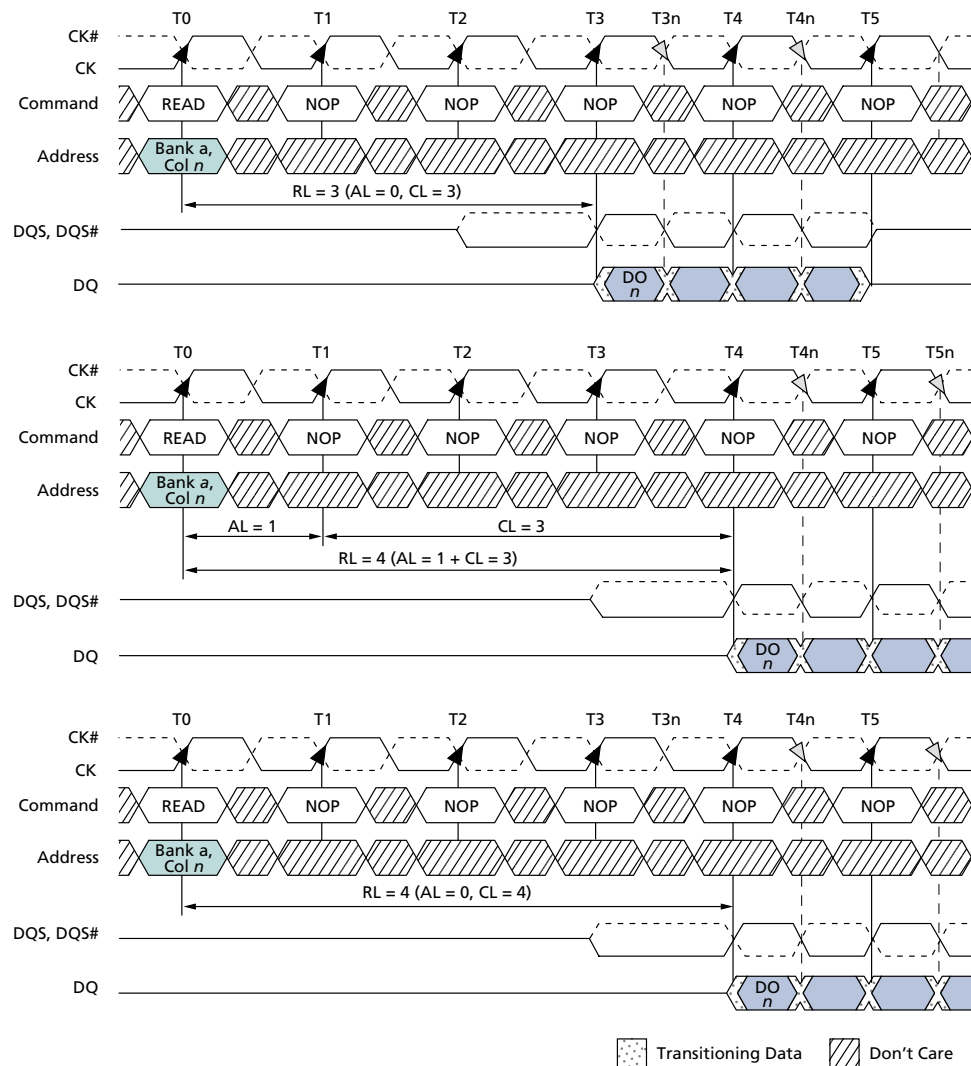 T0 T1 T2 T3 T3n T4 T4n T5
CK#
CK
Command READ NOP NOP NOP NOP NOP
Address Bank a,
Col n
RL = 3 (AL = 0, CL = 3)
DQS, DQS#
DQ DO
n
T0 T1 T2 T3 T4 T4n T5 T5n
CK#
CK
Command READ NOP NOP NOP NOP NOP
Address Bank a,
Col n
AL = 1 CL = 3
RL = 4 (AL = 1 + CL = 3)
DQS, DQS#
DQ DO
n
T0 T1 T2 T3 T3n T4 T4n T5
CK#
CK
Command READ NOP NOP NOP NOP NOP
Address Bank a,
Col n
RL = 4 (AL = 0, CL = 4)
DQS, DQS#
DQ DO
n
Transitioning Data Don't Care